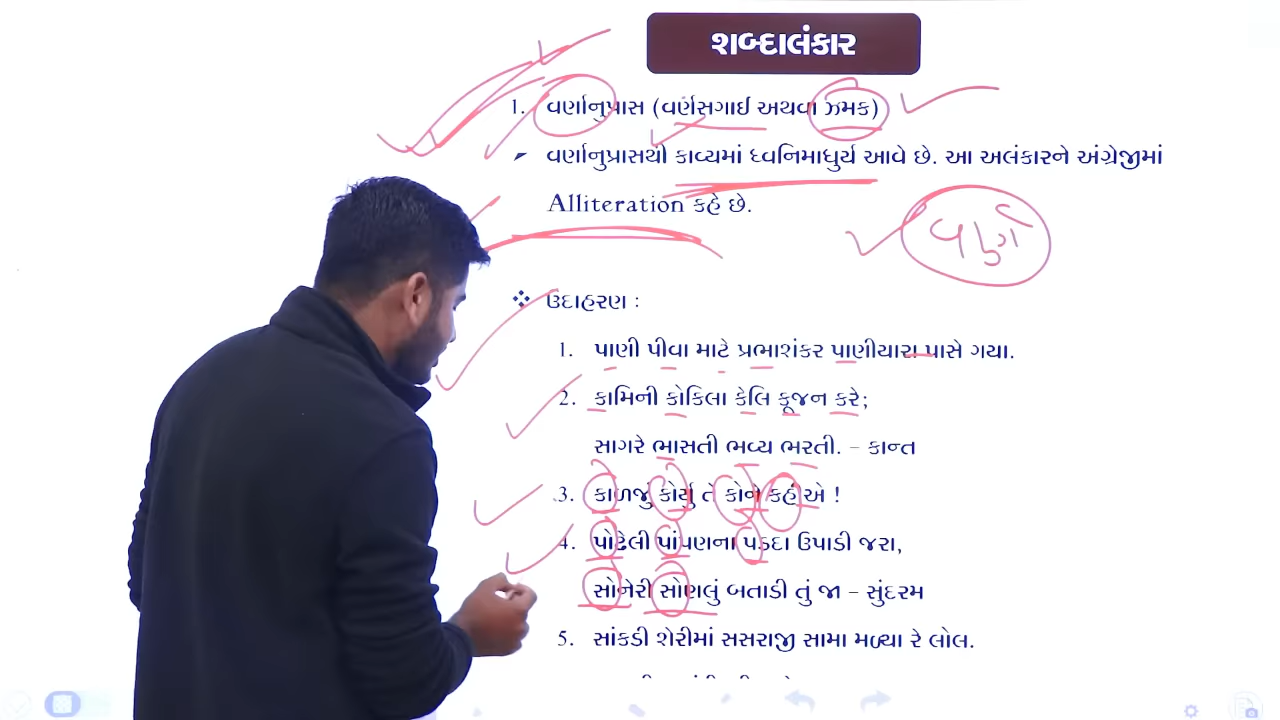 શબ્દાલંકાર
1. વર્ણાનુપ્રાસ (વર્ણસગાઈ અથવા ઝમક)
વર્ણાનુપ્રાસથી કાવ્યમાં ધ્વનિમાધુર્ય આવે છે. આ અલંકારને અંગ્રેજીમાં
Alliteration કહે છે.
વર્ણ
ઉદાહરણ :
1. પાણી પીવા માટે પ્રભાશંકર પાણીયારા પાસે ગયા.
2. કામિની કોકિલા કેલિ કૂજન કરે;
સાગરે ભાસતી ભવ્ય ભરતી. – કાન્ત
3. કાળજું કોર્યું તે કોને કહીએ !
4. પોઢેલી પાંપણના પડદા ઉપાડી જરા,
સોનેરી સોણલું બતાડી તું જા – સુંદરમ
5. સાંકડી શેરીમાં સસરાજી સામા મળ્યા રે લોલ.